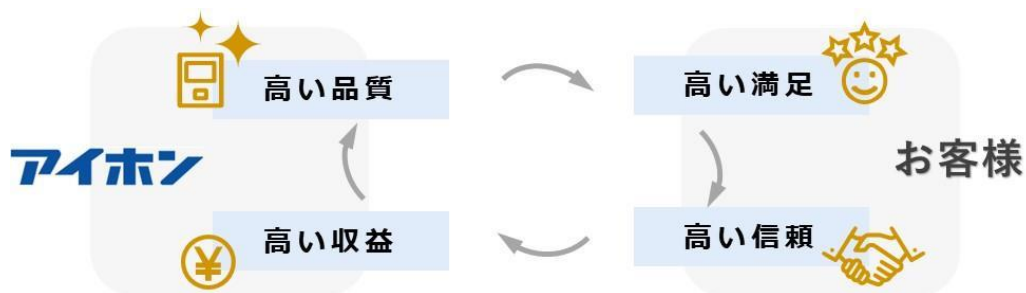 高い品質
高い満足
アイホン
お客様
高い収益
高い信頼
¥